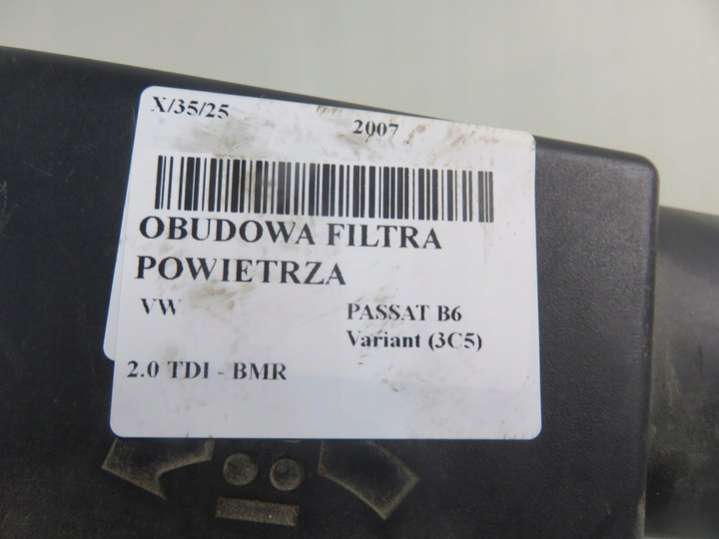 X/35/25
2007
OBUDOWA FILTRA
POWIETRZA
VW
PASSAT B6
Variant (3C5)
2.0 TDI - BMR